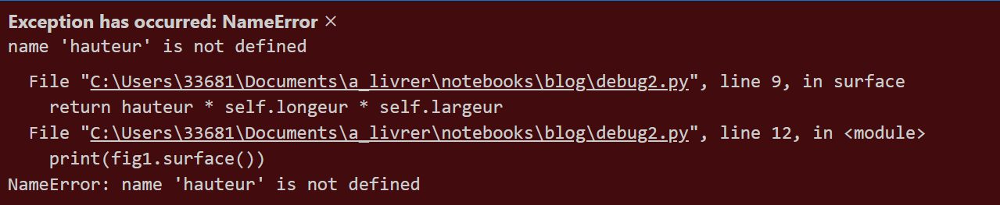 Exception has occurred: NameError ×
name 'hauteur' is not defined
File "C:\Users\33681\Documents\a_livrer\notebooks\blog\debug2.py", line 9, in surface
return hauteur * self.longeur * self.largeur
File "C:\Users\33681\Documents\a_livrer\notebooks\blog\debug2.py", line 12, in <module>
print(fig1.surface())
NameError: name 'hauteur' is not defined